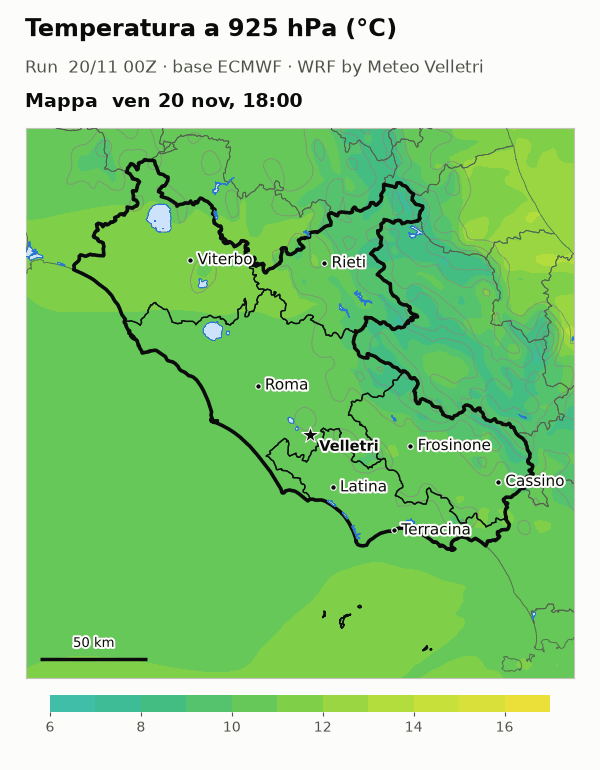 Temperatura a 925 hPa (°C)
Run  20/11 00Z · base ECMWF · WRF by Meteo Velletri
Mappa  ven 20 nov, 18:00
Viterbo
Rieti
Roma
Velletri
Frosinone
Latina
Cassino
Terracina
50 km
6 8 10 12 14 16